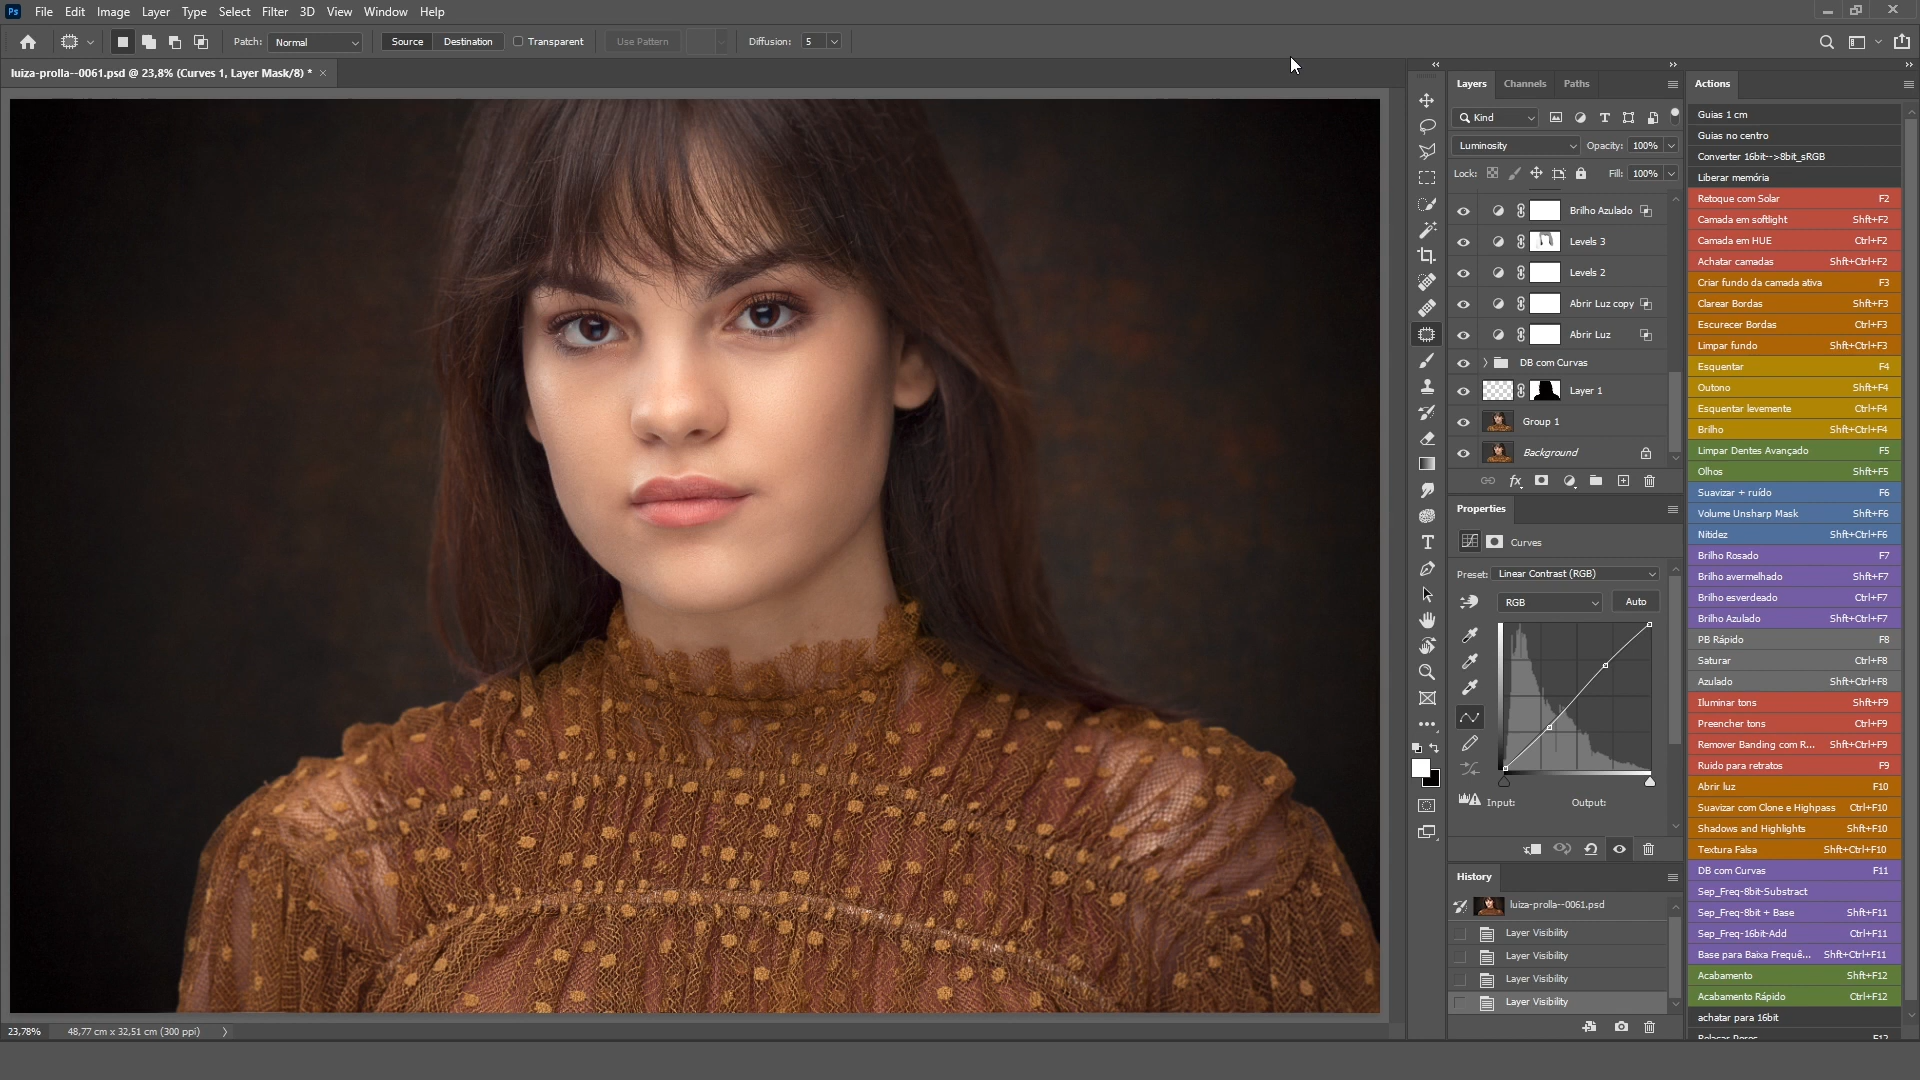 Ps File Edit Image Layer Type Select Filter 3D View Window Help
Patch: Normal Source Destination Transparent Use Pattern Diffusion: 5
luiza-prolla--0061.psd @ 23,8% (Curves 1, Layer Mask/8) * ×
Layers Channels Paths
Kind
Luminosity Opacity: 100%
Lock: Fill: 100%
Brilho Azulado
Levels 3
Levels 2
Abrir Luz copy
Abrir Luz
DB com Curvas
Layer 1
Group 1
Background
fx
Properties
Curves
Preset: Linear Contrast (RGB)
RGB Auto
Input: Output:
History
luiza-prolla--0061.psd
Layer Visibility
Layer Visibility
Layer Visibility
Layer Visibility
Actions
Guias 1 cm
Guias no centro
Converter 16bit-->8bit_sRGB
Liberar memória
Retoque com Solar F2
Camada em softlight Shft+F2
Camada em HUE Ctrl+F2
Achatar camadas Shft+Ctrl+F2
Criar fundo da camada ativa F3
Clarear Bordas Shft+F3
Escurecer Bordas Ctrl+F3
Limpar fundo Shft+Ctrl+F3
Esquentar F4
Outono Shft+F4
Esquentar levemente Ctrl+F4
Brilho Shft+Ctrl+F4
Limpar Dentes Avançado F5
Olhos Shft+F5
Suavizar + ruído F6
Volume Unsharp Mask Shft+F6
Nitidez Shft+Ctrl+F6
Brilho Rosado F7
Brilho avermelhado Shft+F7
Brilho esverdeado Ctrl+F7
Brilho Azulado Shft+Ctrl+F7
PB Rápido F8
Saturar Ctrl+F8
Azulado Shft+Ctrl+F8
Iluminar tons Shft+F9
Preencher tons Ctrl+F9
Remover Banding com R... Shft+Ctrl+F9
Ruido para retratos F9
Abrir luz F10
Suavizar com Clone e Highpass Ctrl+F10
Shadows and Highlights Shft+F10
Textura Falsa Shft+Ctrl+F10
DB com Curvas F11
Sep_Freq-8bit-Substract
Sep_Freq-8bit + Base Shft+F11
Sep_Freq-16bit-Add Ctrl+F11
Base para Baixa Frequê... Shft+Ctrl+F11
Acabamento Shft+F12
Acabamento Rápido Ctrl+F12
achatar para 16bit
23,78% 48,77 cm x 32,51 cm (300 ppi)